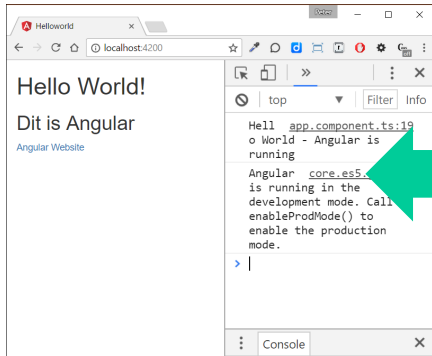 Peter
Helloworld
localhost:4200
off
Hello World!
Dit is Angular
Angular Website
top
Filter
Info
Hell app.component.ts:19
o World - Angular is
running
Angular core.es5.
is running in the
development mode. Call
enableProdMode() to
enable the production
mode.
Console